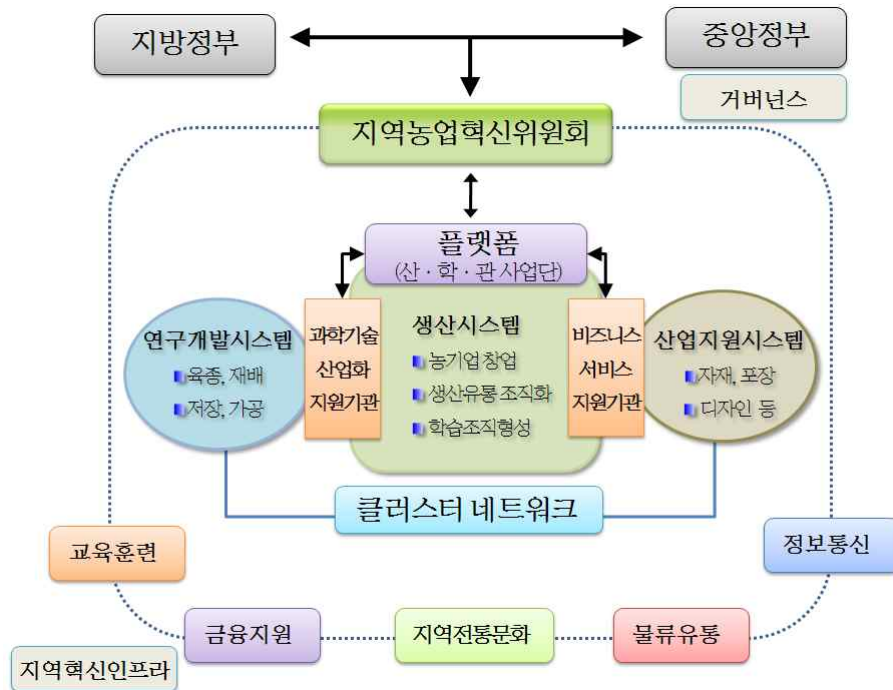 지방정부
중앙정부
거버넌스
지역농업혁신위원회
플랫폼
(산·학·관 사업단)
연구개발시스템
육종, 재배
저장, 가공
과학기술
산업화
지원기관
생산시스템
농기업 창업
생산유통 조직화
학습조직형성
비즈니스
서비스
지원기관
산업지원시스템
자재, 포장
디자인 등
클러스터 네트워크
교육훈련
정보통신
금융지원
지역전통문화
물류유통
지역혁신인프라